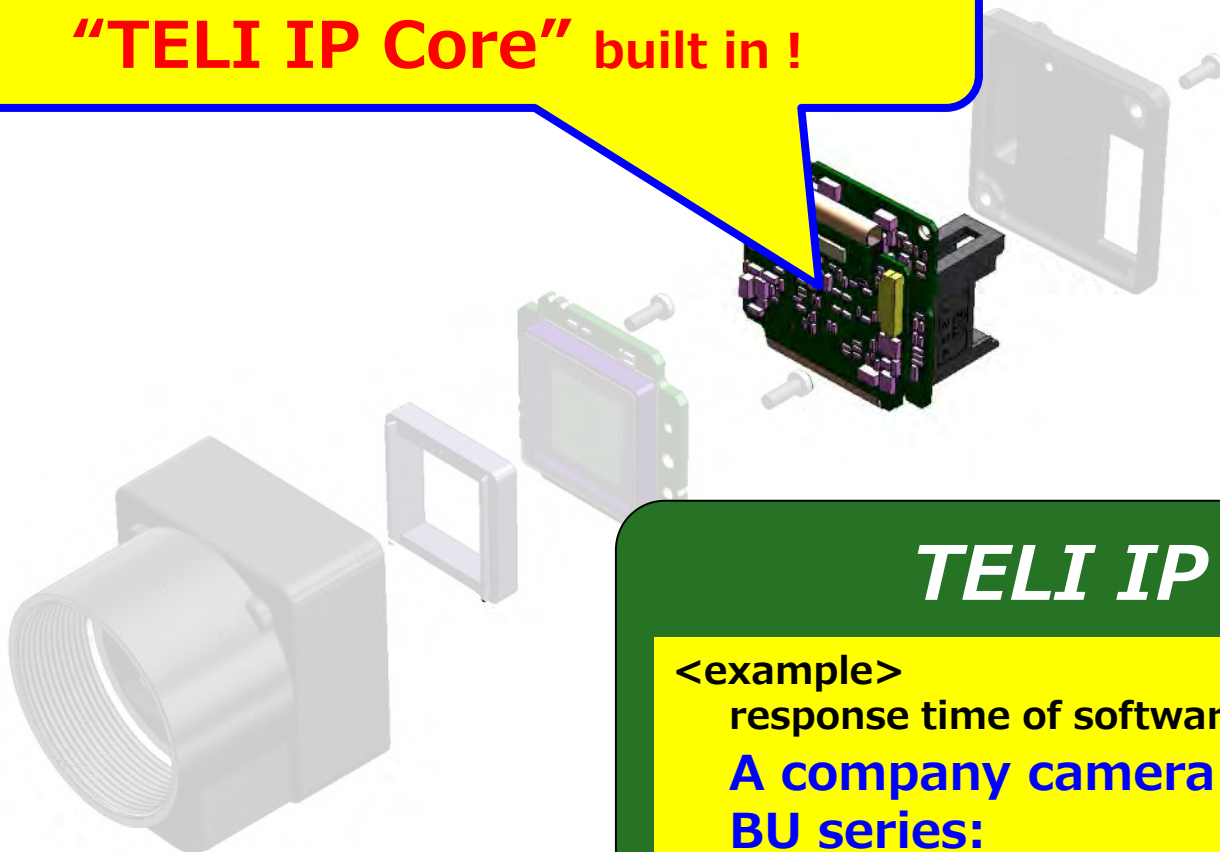 “TELI IP Core” built in !
TELI IP
<example>
response time of softwar
A company camera
BU series: